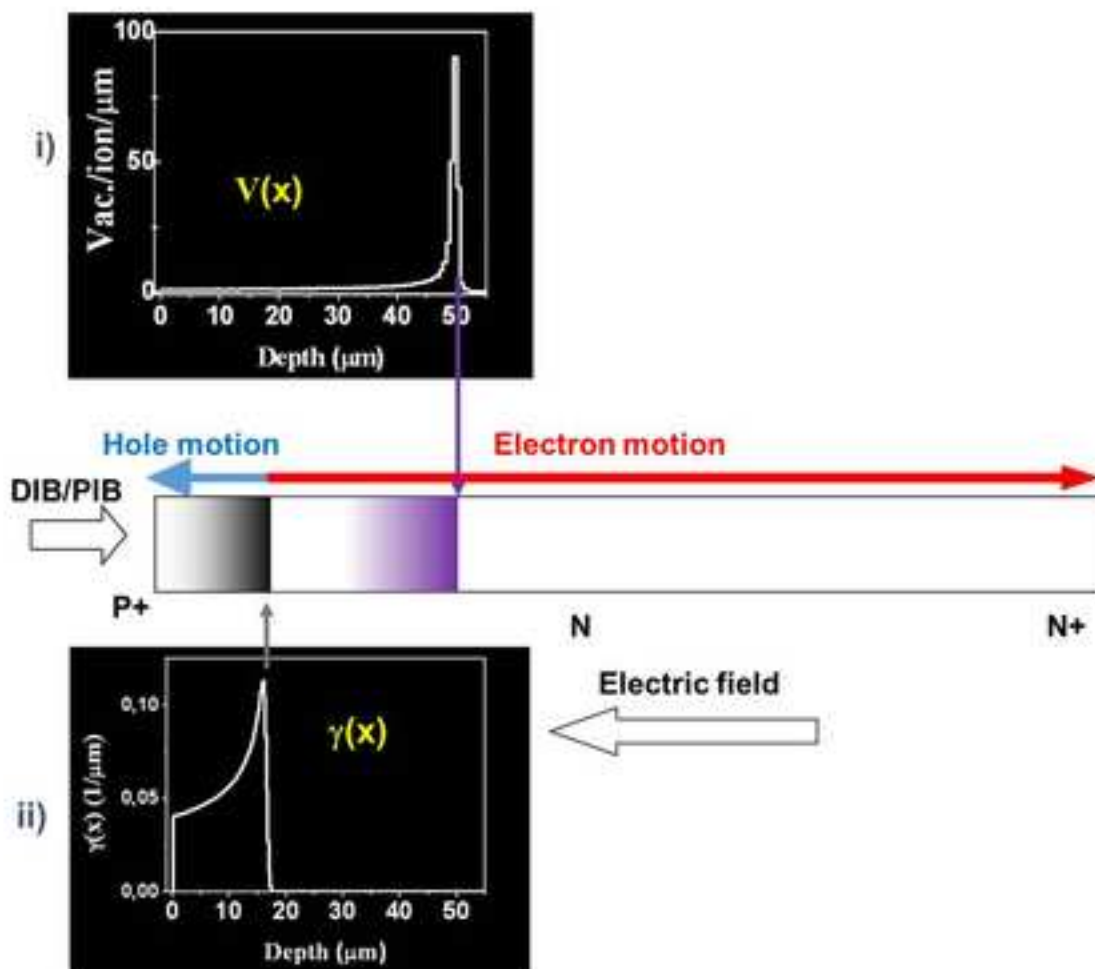 i)
Vac./ion/μm
100
50
0
V(x)
0 10 20 30 40 50
Depth (μm)
Hole motion
Electron motion
DIB/PIB
P+
N
N+
Electric field
ii)
γ(x) (1/μm)
0,10
0,05
0,00
γ(x)
0 10 20 30 40 50
Depth (μm)